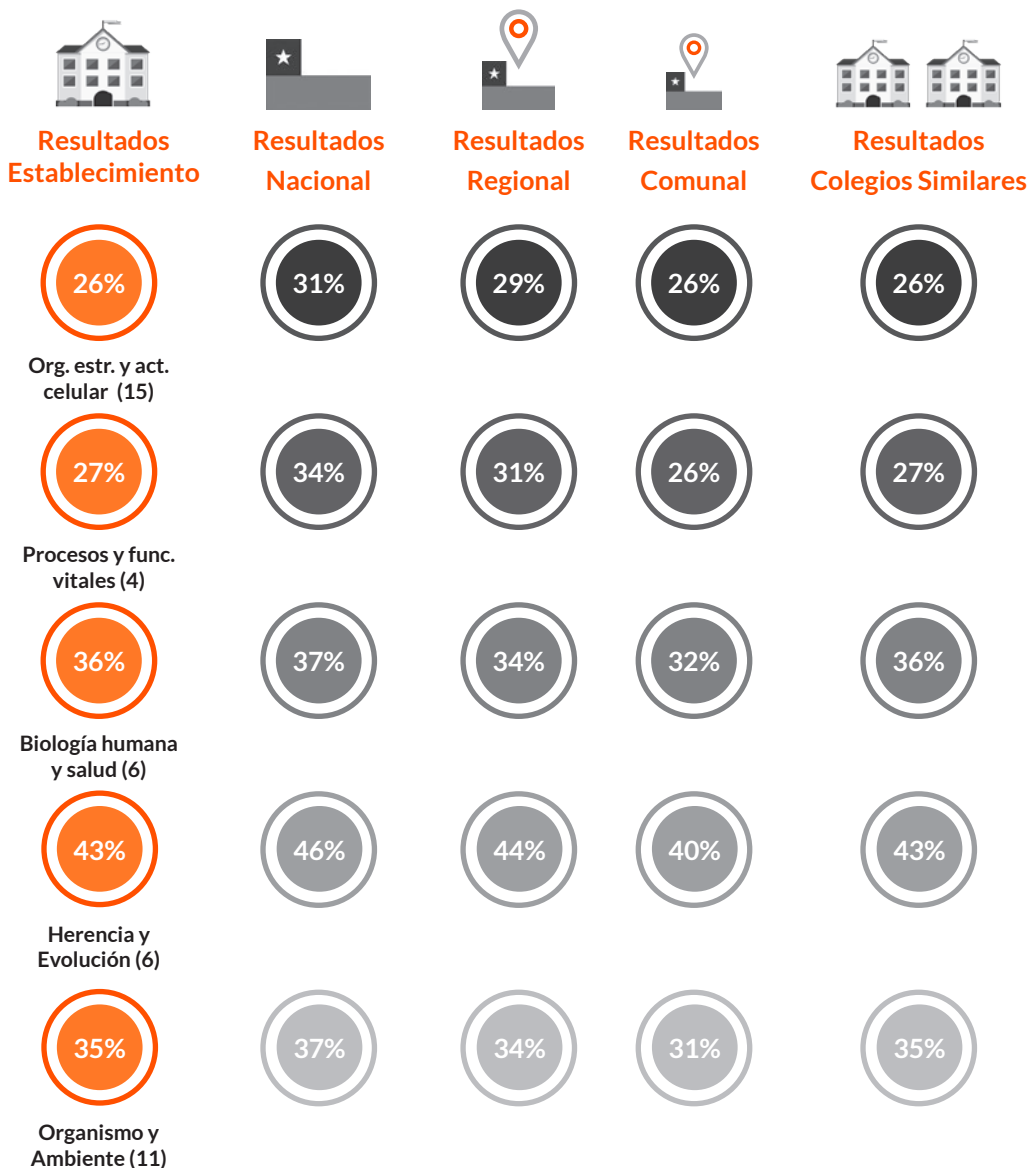 Resultados
Establecimiento
Resultados
Nacional
Resultados
Regional
Resultados
Comunal
Resultados
Colegios Similares
26%
31%
29%
26%
26%
Org. estr. y act.
celular (15)
27%
34%
31%
26%
27%
Procesos y func.
vitales (4)
36%
37%
34%
32%
36%
Biología humana
y salud (6)
43%
46%
44%
40%
43%
Herencia y
Evolución (6)
35%
37%
34%
31%
35%
Organismo y
Ambiente (11)